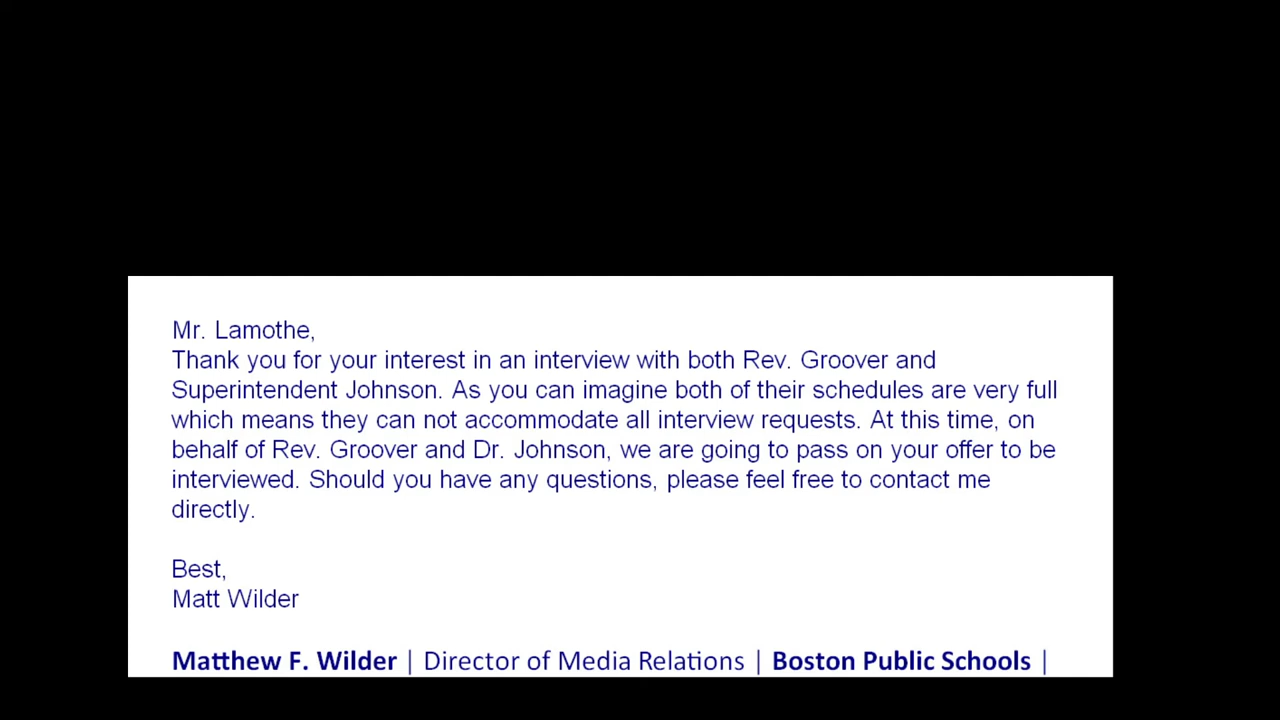 Mr. Lamothe,
Thank you for your interest in an interview with both Rev. Groover and
Superintendent Johnson. As you can imagine both of their schedules are very full
which means they can not accommodate all interview requests. At this time, on
behalf of Rev. Groover and Dr. Johnson, we are going to pass on your offer to be
interviewed. Should you have any questions, please feel free to contact me
directly.
Best,
Matt Wilder
Matthew F. Wilder | Director of Media Relations | Boston Public Schools |